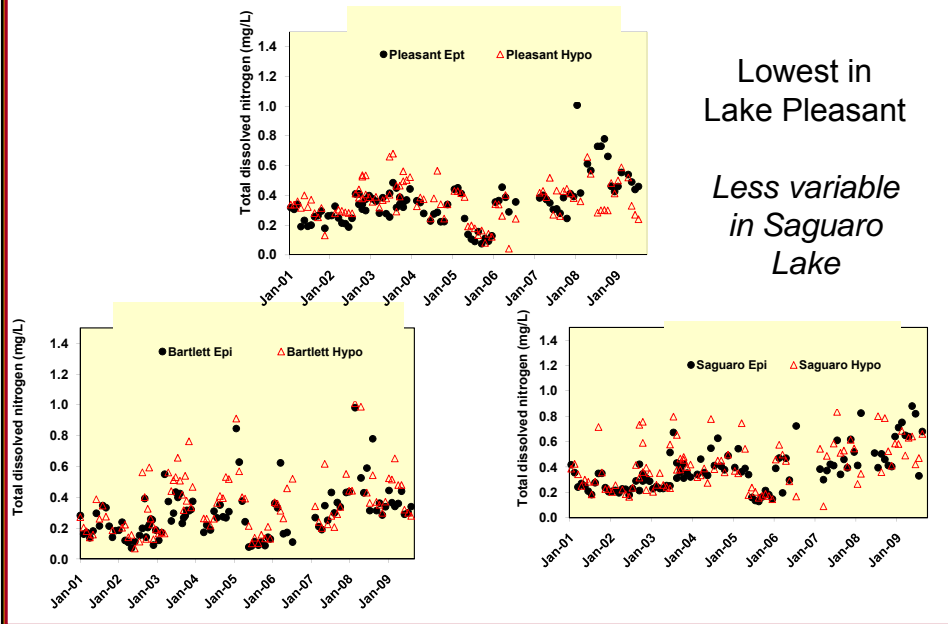 Total dissolved nitrogen (mg/L)
1.4
1.2
1.0
0.8
0.6
0.4
0.2
0.0
Pleasant Ept
Pleasant Hypo
Jan-01
Jan-02
Jan-03
Jan-04
Jan-05
Jan-06
Jan-07
Jan-08
Jan-09
Lowest in
Lake Pleasant
Less variable
in Saguaro
Lake
Total dissolved nitrogen (mg/L)
1.4
1.2
1.0
0.8
0.6
0.4
0.2
0.0
Bartlett Epi
Bartlett Hypo
Jan-01
Jan-02
Jan-03
Jan-04
Jan-05
Jan-06
Jan-07
Jan-08
Jan-09
Total dissolved nitrogen (mg/L)
1.4
1.2
1.0
0.8
0.6
0.4
0.2
0.0
Saguaro Epi
Saguaro Hypo
Jan-01
Jan-02
Jan-03
Jan-04
Jan-05
Jan-06
Jan-07
Jan-08
Jan-09